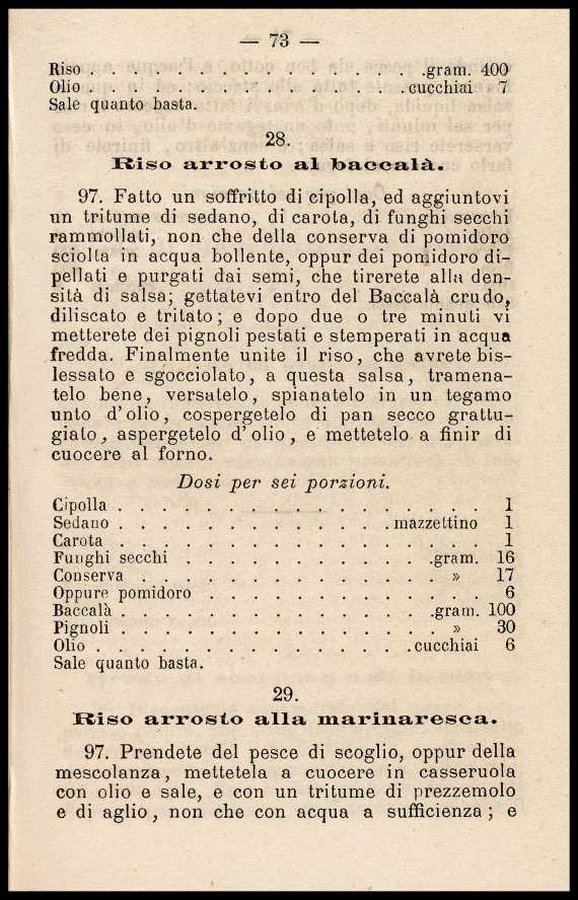 — 73 —
Riso . . . . . . . . . . . . . . . .gram. 400
Olio . . . . . . . . . . . . . . .cucchiai 7
Sale quanto basta.
28.
Riso arrosto al baccalà.
97. Fatto un soffritto di cipolla, ed aggiuntovi
un tritume di sedano, di carota, di funghi secchi
rammollati, non che della conserva di pomidoro
sciolta in acqua bollente, oppur dei pomidoro di-
pellati e purgati dai semi, che tirerete alla den-
sità di salsa; gettatevi entro del Baccalà crudo,
diliscato e tritato; e dopo due o tre minuti vi
metterete dei pignoli pestati e stemperati in acqua
fredda. Finalmente unite il riso, che avrete bis-
lessato e sgocciolato, a questa salsa, tramena-
telo bene, versatelo, spianatelo in un tegamo
unto d'olio, cospergetelo di pan secco grattu-
giato, aspergetelo d'olio, e mettetelo a finir di
cuocere al forno.
Dosi per sei porzioni.
Cipolla . . . . . . . . . . . . . . . . . . 1
Sedano . . . . . . . . . . . . .mazzettino 1
Carota . . . . . . . . . . . . . . . . . . 1
Funghi secchi . . . . . . . . . . . .gram. 16
Conserva . . . . . . . . . . . . . . » 17
Oppure pomidoro . . . . . . . . . . . . . 6
Baccalà . . . . . . . . . . . . . . .gram. 100
Pignoli . . . . . . . . . . . . . . . » 30
Olio . . . . . . . . . . . . . . .cucchiai 6
Sale quanto basta.
29.
Riso arrosto alla marinaresca.
97. Prendete del pesce di scoglio, oppur della
mescolanza, mettetela a cuocere in casseruola
con olio e sale, e con un tritume di prezzemolo
e di aglio, non che con acqua a sufficienza; e